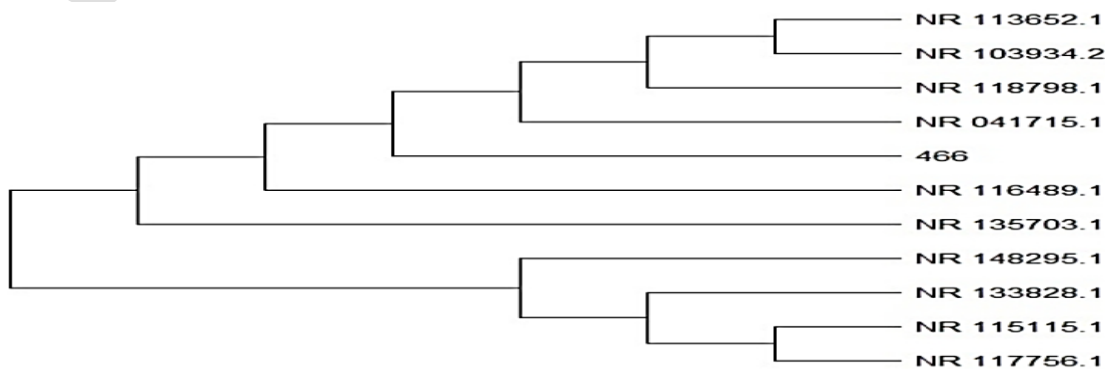 NR 113652.1
NR 103934.2
NR 118798.1
NR 041715.1
466
NR 116489.1
NR 135703.1
NR 148295.1
NR 133828.1
NR 115115.1
NR 117756.1